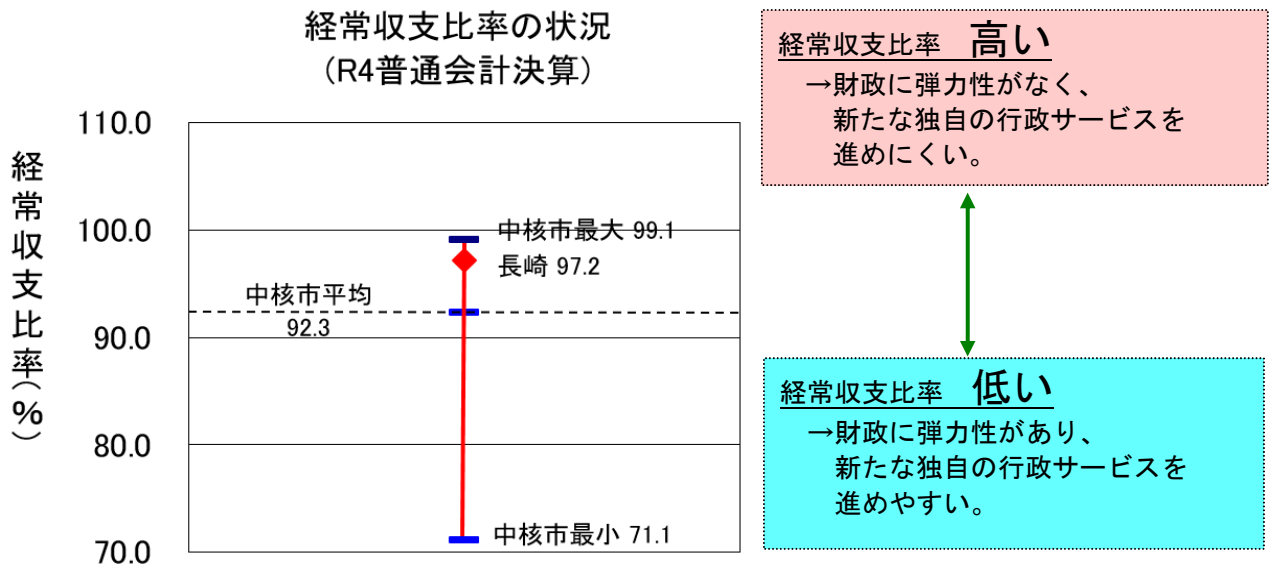 経常収支比率の状況
(R4普通会計決算)
経常収支比率(%)
110.0
100.0
90.0
80.0
70.0
中核市最大 99.1
長崎 97.2
中核市平均
92.3
中核市最小 71.1
経常収支比率 高い
→財政に弾力性がなく、
新たな独自の行政サービスを
進めにくい。
経常収支比率 低い
→財政に弾力性があり、
新たな独自の行政サービスを
進めやすい。